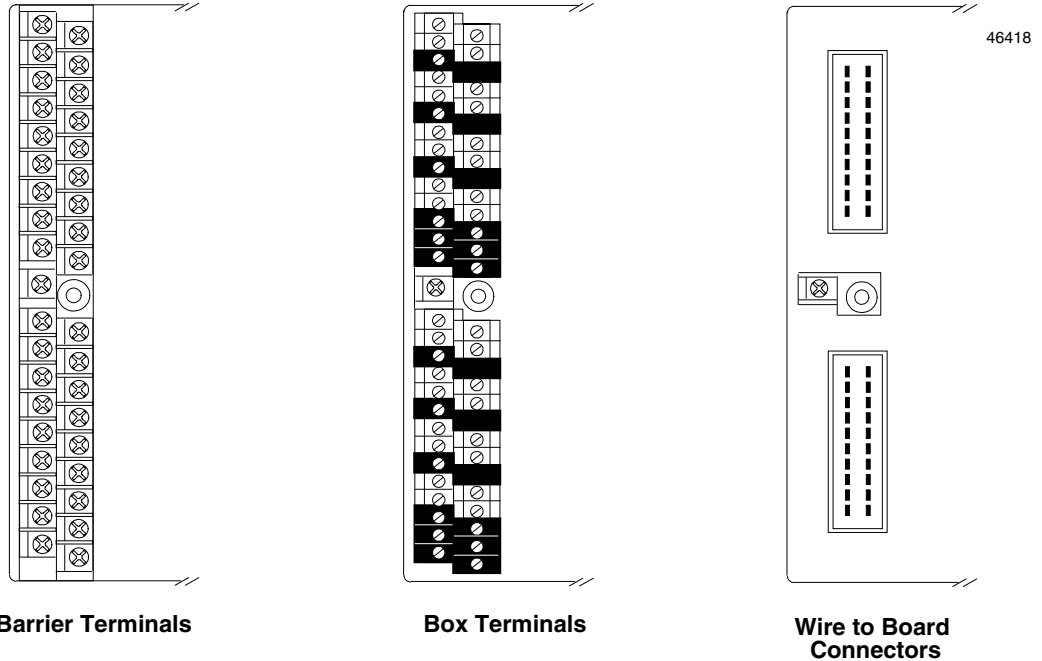 46418
Barrier Terminals
Box Terminals
Wire to Board
Connectors